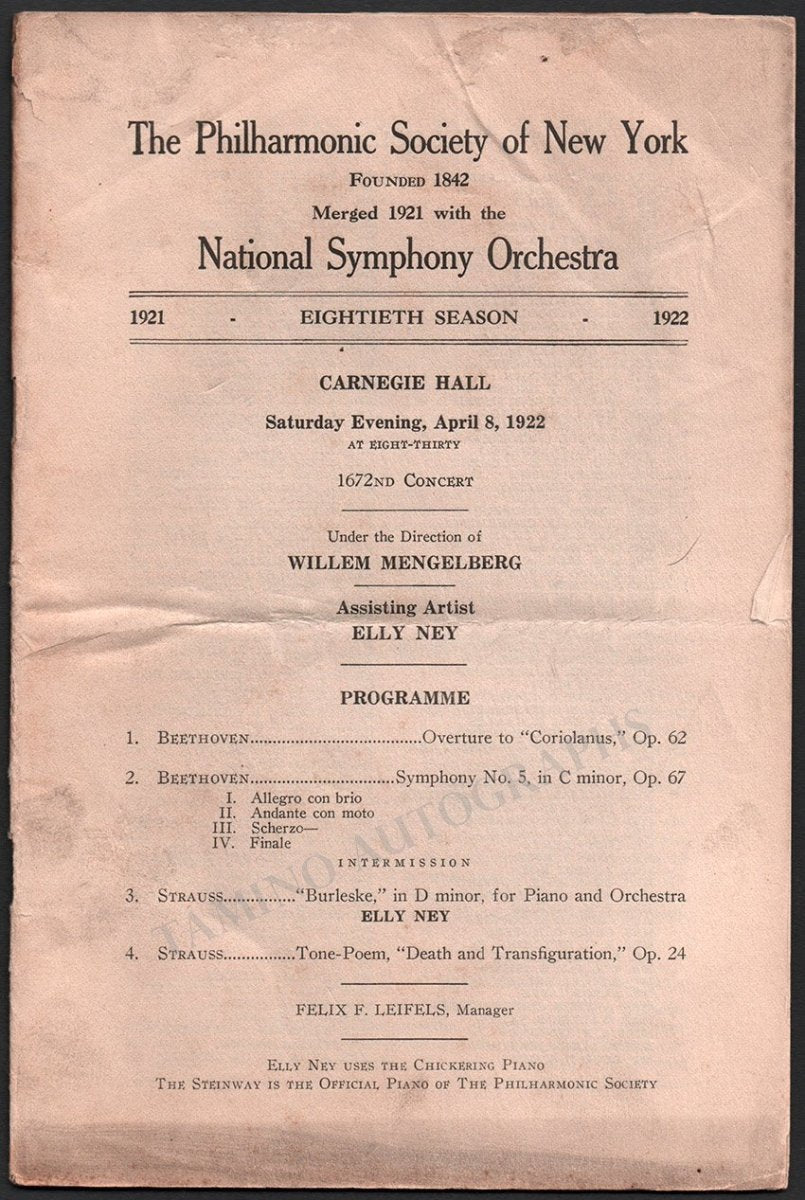 The Philharmonic Society of New York
Founded 1842
Merged 1921 with the
National Symphony Orchestra
1921 - EIGHTIETH SEASON - 1922
CARNEGIE HALL
Saturday Evening, April 8, 1922
AT EIGHT-THIRTY
1672ND CONCERT
Under the Direction of
WILLEM MENGELBERG
Assisting Artist
ELLY NEY
PROGRAMME
1. BEETHOVEN......................................Overture to "Coriolanus," Op. 62
2. BEETHOVEN................................Symphony No. 5, in C minor, Op. 67
I. Allegro con brio
II. Andante con moto
III. Scherzo—
IV. Finale
INTERMISSION
3. STRAUSS................"Burleske," in D minor, for Piano and Orchestra
ELLY NEY
4. STRAUSS................Tone-Poem, "Death and Transfiguration," Op. 24
FELIX F. LEIFELS, Manager
ELLY NEY USES THE CHICKERING PIANO
THE STEINWAY IS THE OFFICIAL PIANO OF THE PHILHARMONIC SOCIETY
TAMINO AUTOGRAPHS